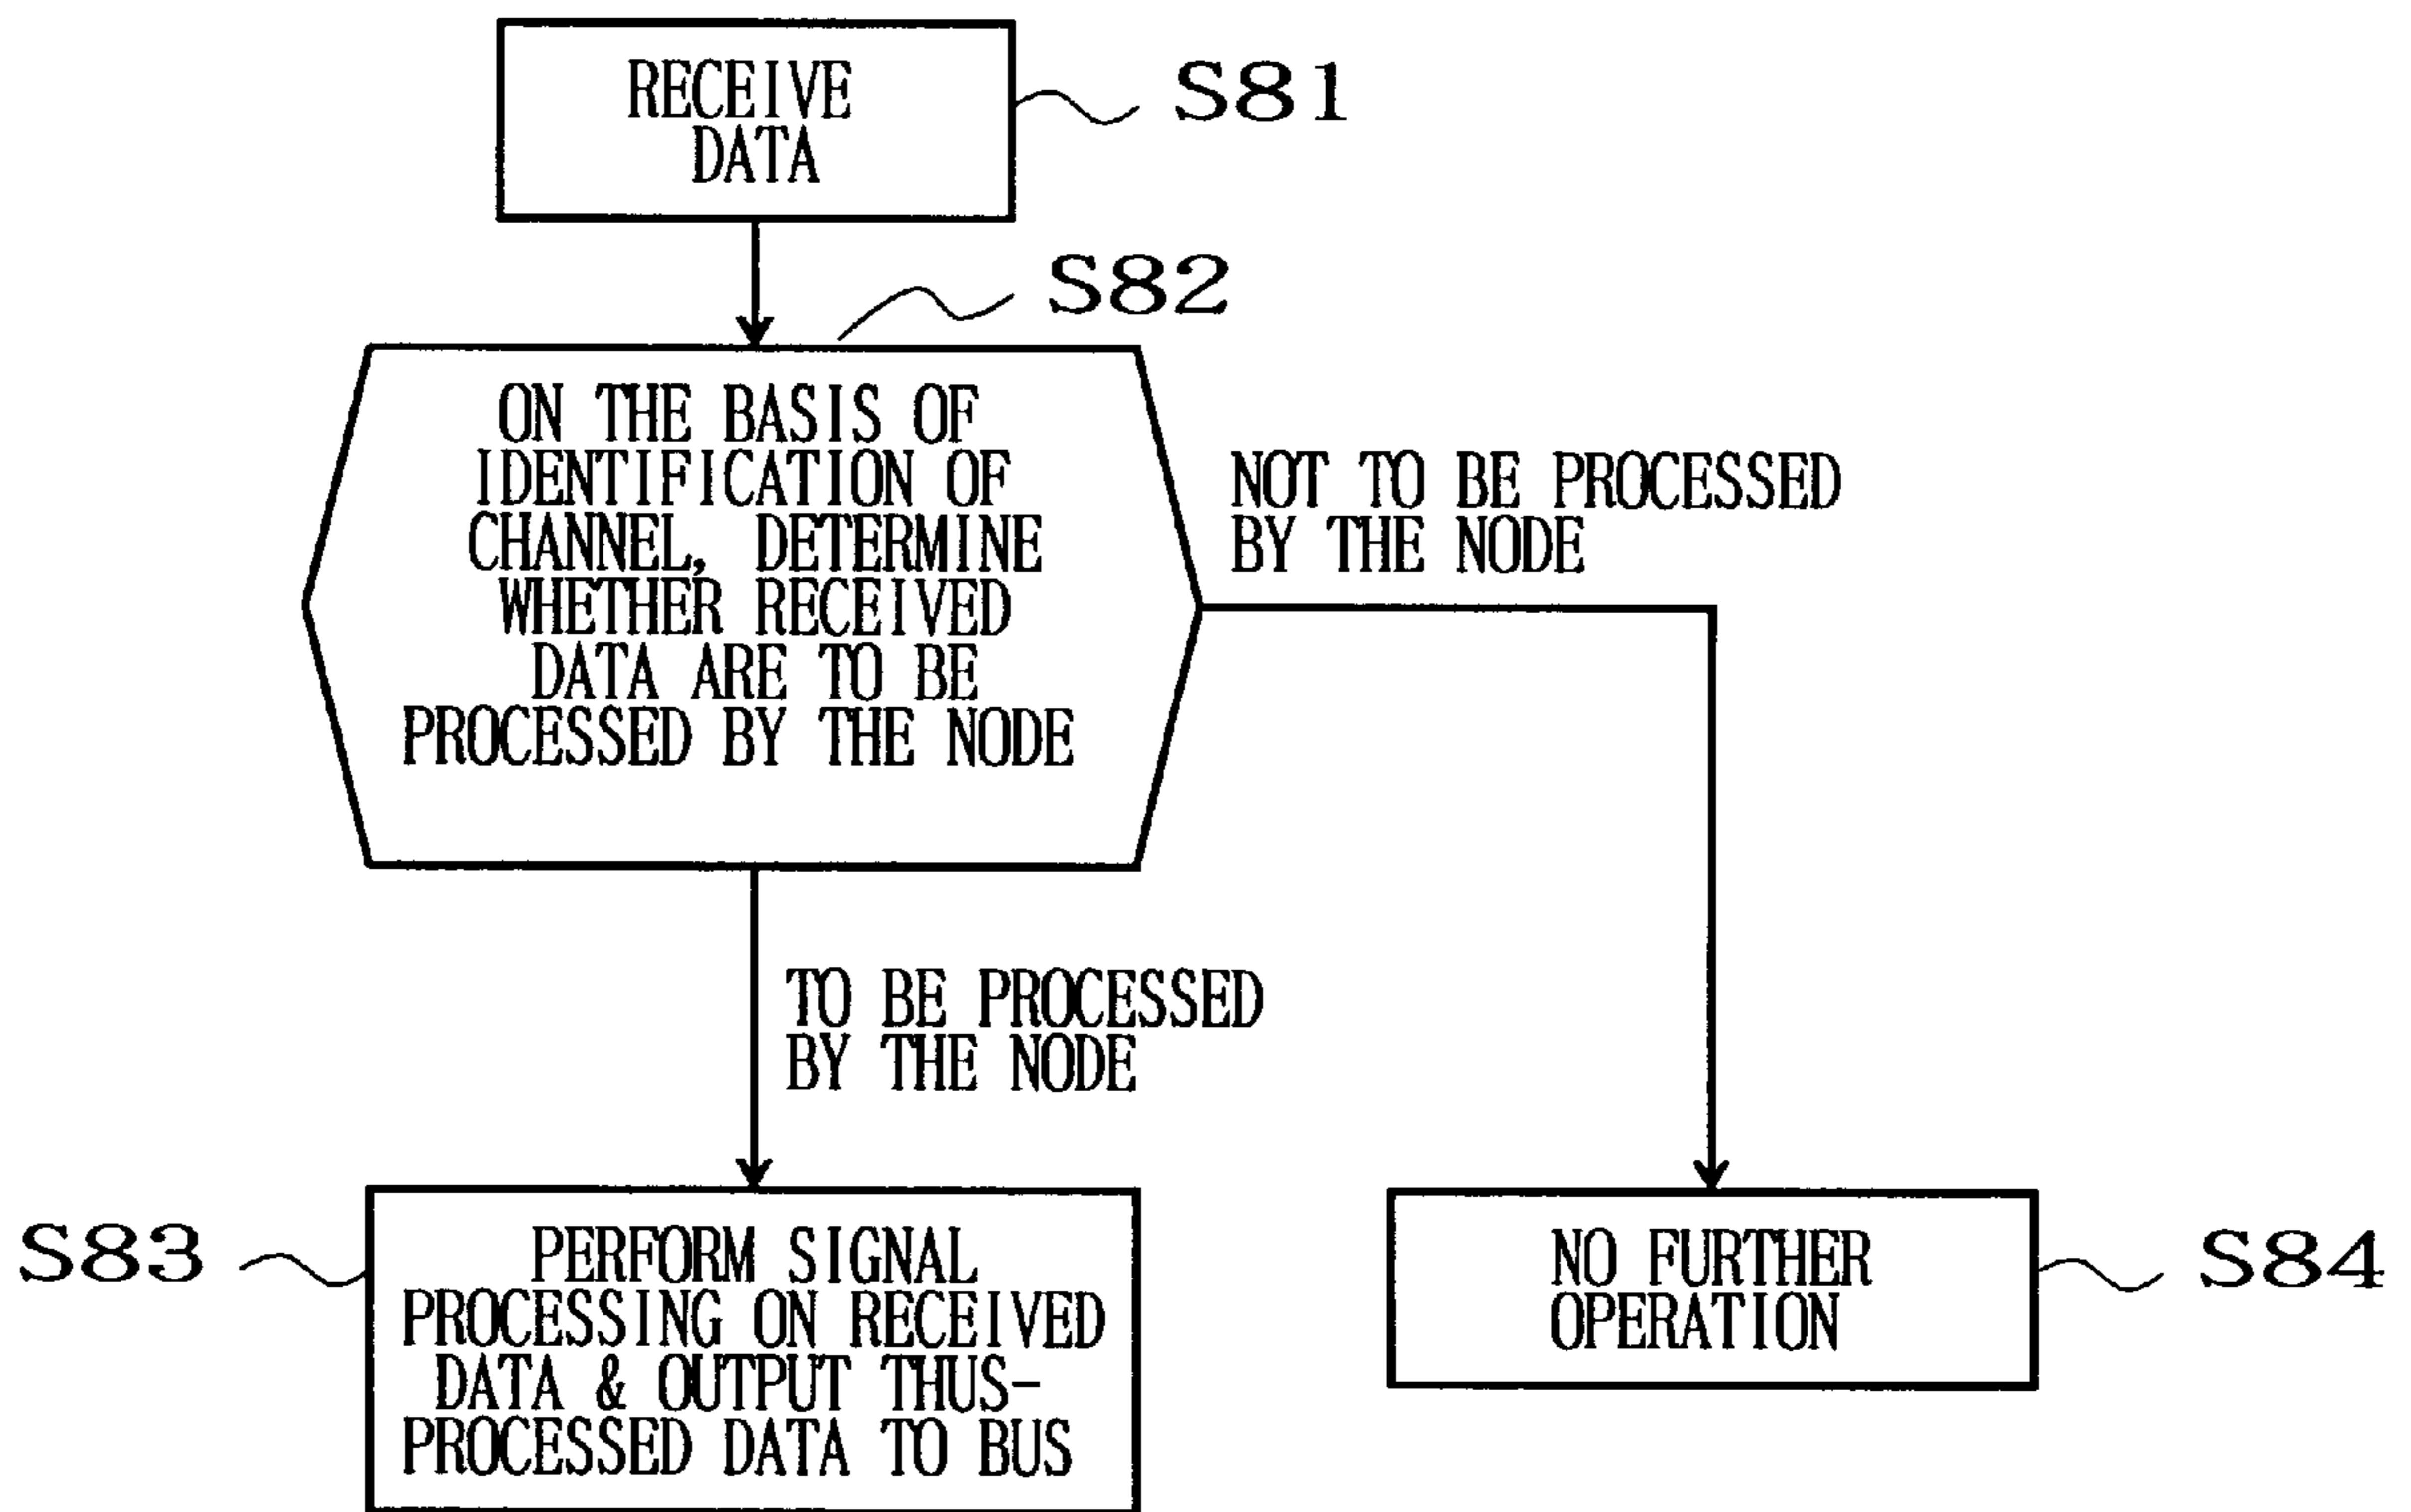 RECEIVE
DATA
S81
S82
ON THE BASIS OF
IDENTIFICATION OF
CHANNEL, DETERMINE
WHETHER RECEIVED
DATA ARE TO BE
PROCESSED BY THE NODE
NOT TO BE PROCESSED
BY THE NODE
TO BE PROCESSED
BY THE NODE
S83
PERFORM SIGNAL
PROCESSING ON RECEIVED
DATA & OUTPUT THUS-
PROCESSED DATA TO BUS
NO FURTHER
OPERATION
S84